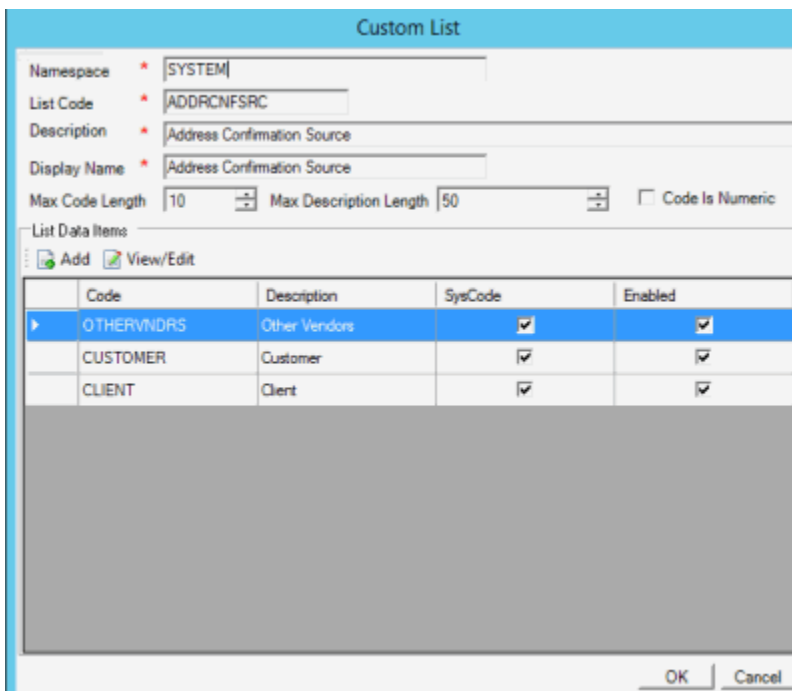 Custom List
Namespace * SYSTEM
List Code * ADDRCNFSRC
Description * Address Confirmation Source
Display Name * Address Confirmation Source
Max Code Length 10 Max Description Length 50 Code Is Numeric
List Data Items
Add View/Edit
Code Description SysCode Enabled
OTHERVNDRS Other Vendors
CUSTOMER Customer
CLIENT Client
OK Cancel